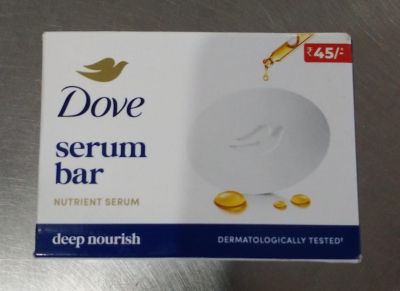 ₹45/-
Dove
serum
bar
NUTRIENT SERUM
deep nourish
DERMATOLOGICALLY TESTED†